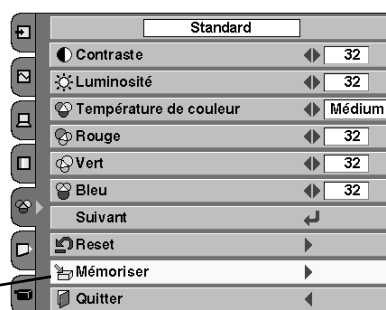 Standard
Contraste 32
Luminosité 32
Température de couleur Médium
Rouge 32
Vert 32
Bleu 32
Suivant
Reset
Mémoriser
Quitter